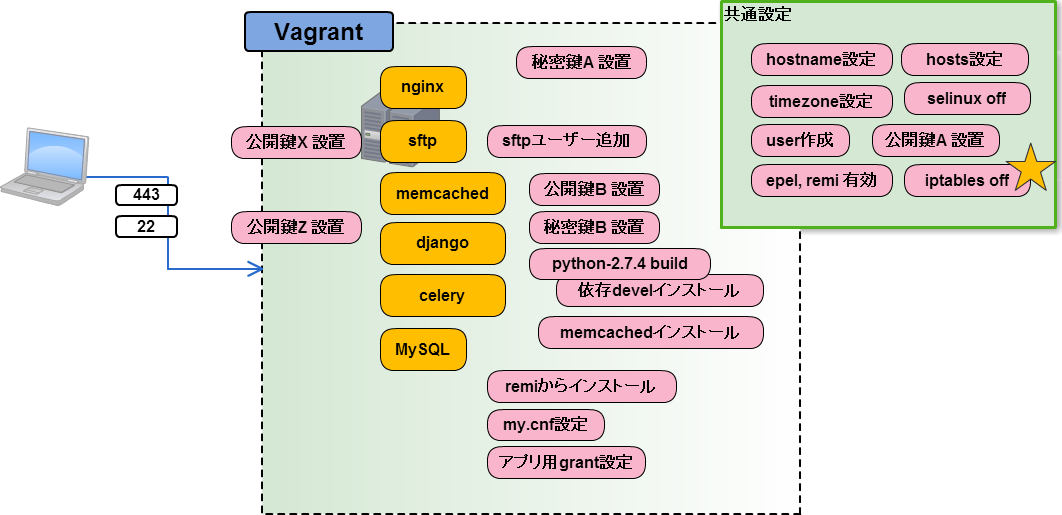 Vagrant
共通設定
hostname設定
hosts設定
timezone設定
selinux off
user作成
公開鍵A 設置
epel, remi 有効
iptables off
秘密鍵A 設置
nginx
公開鍵X 設置
sftp
sftpユーザー追加
443
memcached
公開鍵B 設置
22
公開鍵Z 設置
django
秘密鍵B 設置
python-2.7.4 build
celery
依存develインストール
memcachedインストール
MySQL
remiからインストール
my.cnf設定
アプリ用grant設定